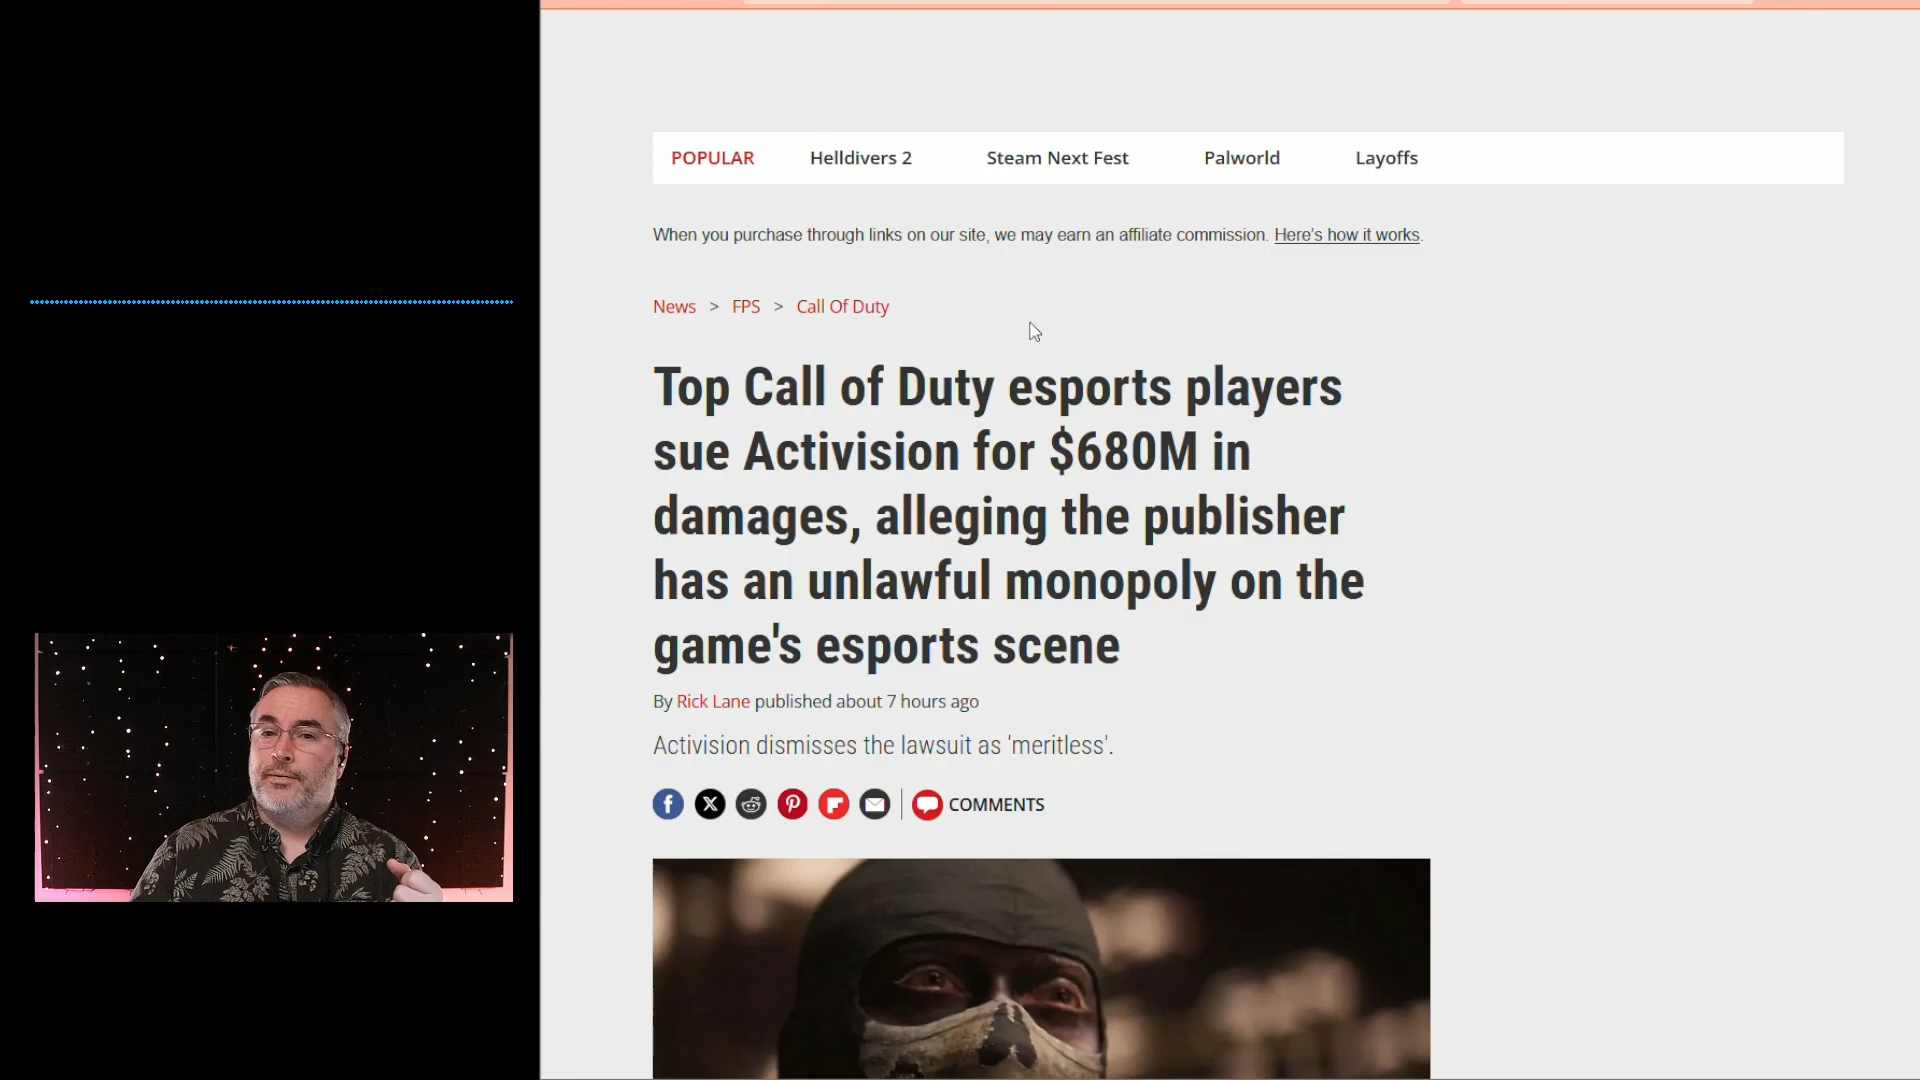 POPULAR Helldivers 2 Steam Next Fest Palworld Layoffs
When you purchase through links on our site, we may earn an affiliate commission. Here’s how it works.
News > FPS > Call Of Duty
Top Call of Duty esports players
sue Activision for $680M in
damages, alleging the publisher
has an unlawful monopoly on the
game's esports scene
By Rick Lane published about 7 hours ago
Activision dismisses the lawsuit as 'meritless'.
COMMENTS